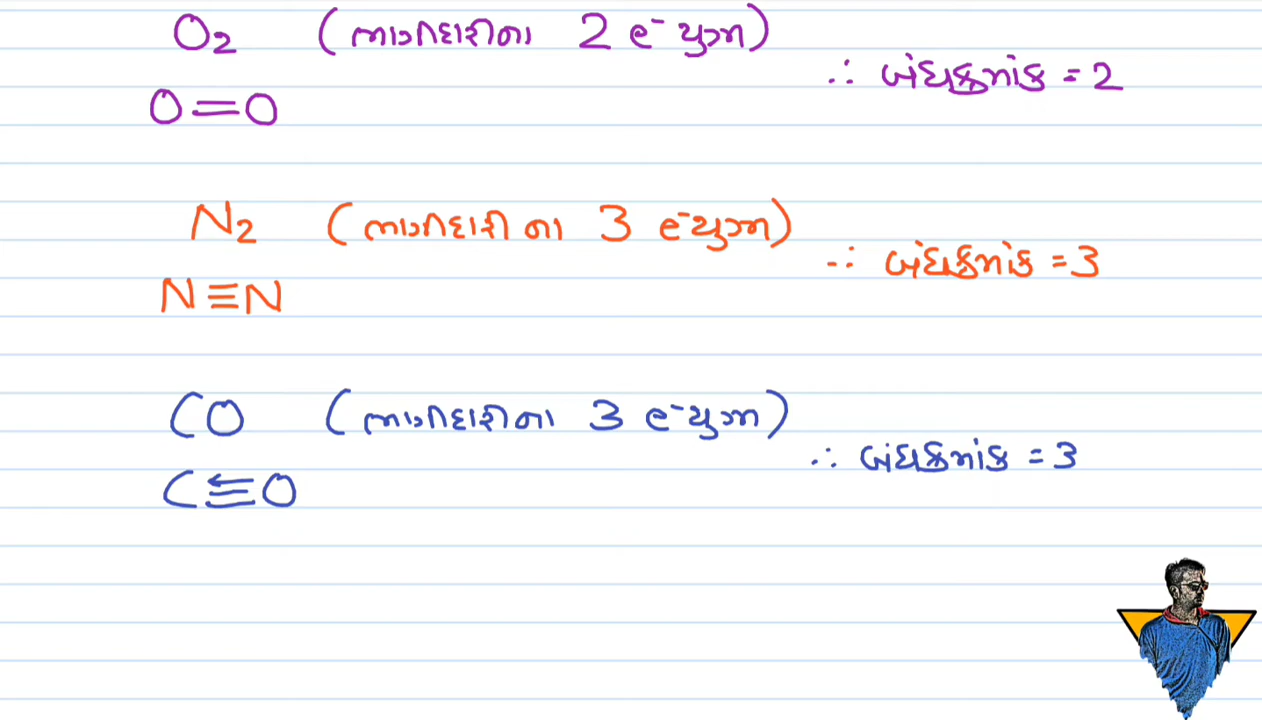 O₂ (ભાગીદારીના 2 e⁻ યુગ્મ)
∴ બંધક્રમાંક = 2
O=O
N₂ (ભાગીદારીના 3 e⁻યુગ્મ)
∴ બંધક્રમાંક = 3
N≡N
CO (ભાગીદારીના 3 e⁻યુગ્મ)
∴ બંધક્રમાંક = 3
C⚟O